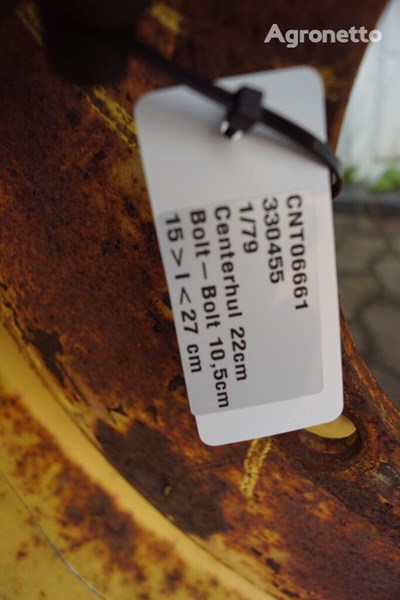 Agronetto
CNT06661
330455
1/79
Centerhul 22cm
Bolt – Bolt 10,5cm
15 > I < 27 cm